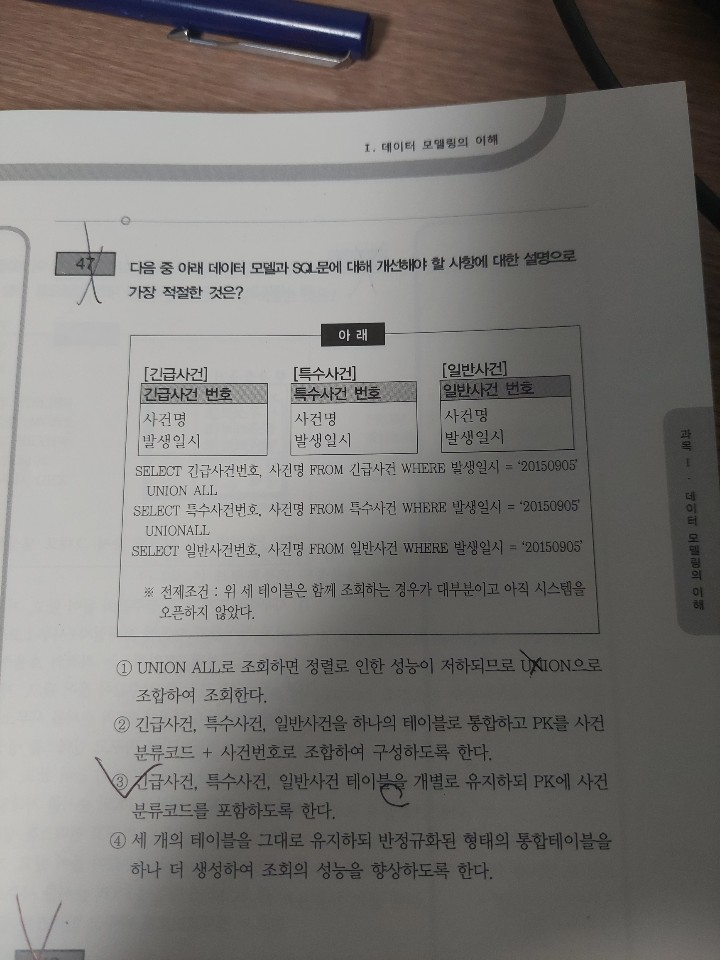 I. 데이터 모델링의 이해
47 다음 중 아래 데이터 모델과 SQL문에 대해 개선해야 할 사항에 대한 설명으로
가장 적절한 것은?
아 래
[긴급사건] [특수사건] [일반사건]
긴급사건 번호 특수사건 번호 일반사건 번호
사건명 사건명 사건명
발생일시 발생일시 발생일시
SELECT 긴급사건번호, 사건명 FROM 긴급사건 WHERE 발생일시 = '20150905'
UNION ALL
SELECT 특수사건번호, 사건명 FROM 특수사건 WHERE 발생일시 = '20150905'
UNIONALL
SELECT 일반사건번호, 사건명 FROM 일반사건 WHERE 발생일시 = '20150905'
※ 전제조건 : 위 세 테이블은 함께 조회하는 경우가 대부분이고 아직 시스템을
오픈하지 않았다.
① UNION ALL로 조회하면 정렬로 인한 성능이 저하되므로 UNION으로
조합하여 조회한다.
② 긴급사건, 특수사건, 일반사건을 하나의 테이블로 통합하고 PK를 사건
분류코드 + 사건번호로 조합하여 구성하도록 한다.
③ 긴급사건, 특수사건, 일반사건 테이블을 개별로 유지하되 PK에 사건
분류코드를 포함하도록 한다.
④ 세 개의 테이블을 그대로 유지하되 반정규화된 형태의 통합테이블을
하나 더 생성하여 조회의 성능을 향상하도록 한다.
과목 I · 데이터 모델링의 이해